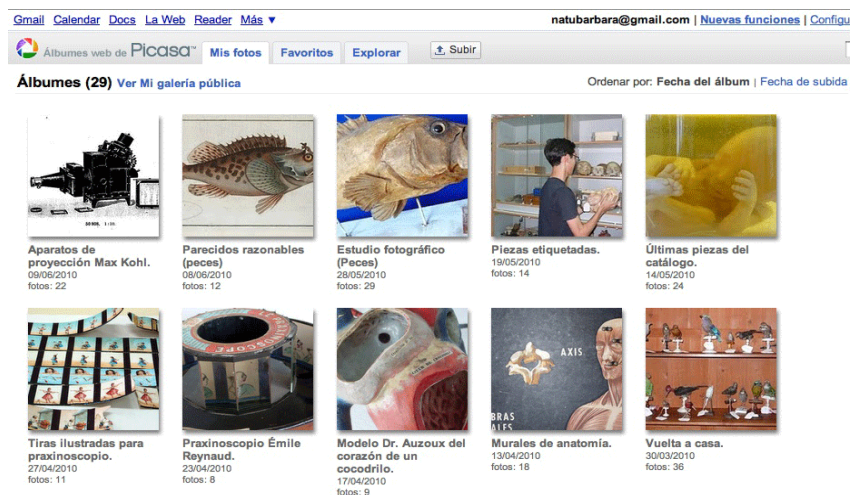 Gmail Calendar Docs La Web Reader Más ▼ natubarbara@gmail.com | Nuevas funciones | Configu
Álbumes web de Picasa™ Mis fotos Favoritos Explorar Subir
Álbumes (29) Ver Mi galería pública Ordenar por: Fecha del álbum | Fecha de subida
Aparatos de
proyección Max Kohl.
09/06/2010
fotos: 22
Parecidos razonables
(peces)
08/06/2010
fotos: 12
Estudio fotográfico
(Peces)
28/05/2010
fotos: 29
Piezas etiquetadas.
19/05/2010
fotos: 14
Últimas piezas del
catálogo.
14/05/2010
fotos: 24
PRAXINOSCOPE
AXIS
BRAS
ALES
Tiras ilustradas para
praxinoscopio.
27/04/2010
fotos: 11
Praxinoscopio Émile
Reynaud.
23/04/2010
fotos: 8
Modelo Dr. Auzoux del
corazón de un
cocodrilo.
17/04/2010
fotos: 9
Murales de anatomía.
13/04/2010
fotos: 18
Vuelta a casa.
30/03/2010
fotos: 36